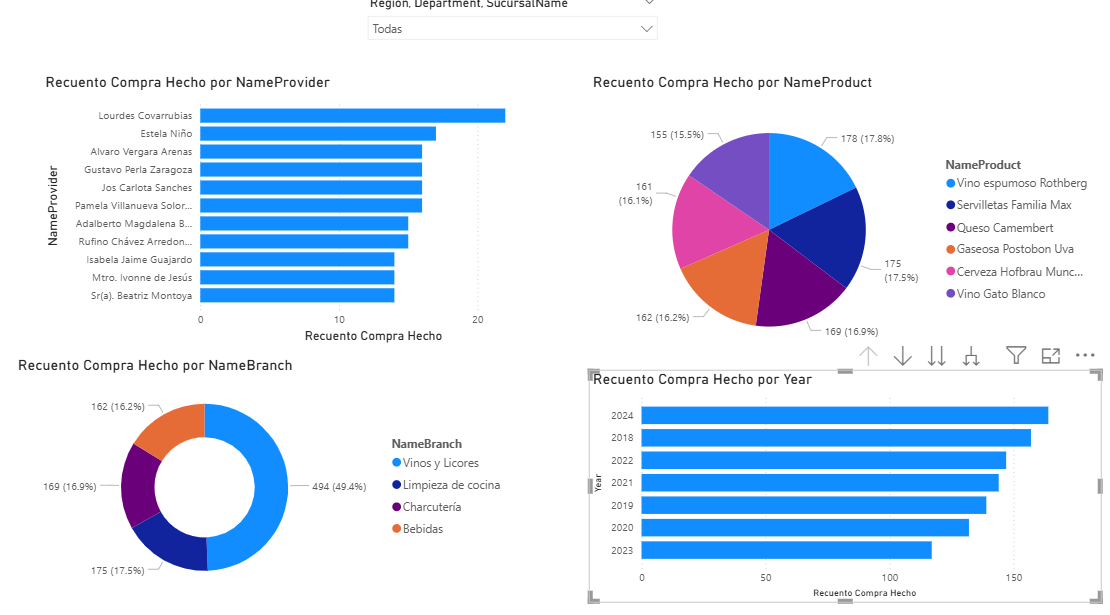 Region, Department, SucursalName
Todas
Recuento Compra Hecho por NameProvider
NameProvider
Lourdes Covarrubias
Estela Niño
Alvaro Vergara Arenas
Gustavo Perla Zaragoza
Jos Carlota Sanches
Pamela Villanueva Solor...
Adalberto Magdalena B...
Rufino Chávez Arredon...
Isabela Jaime Guajardo
Mtro. Ivonne de Jesús
Sr(a). Beatriz Montoya
0
10
20
Recuento Compra Hecho
Recuento Compra Hecho por NameProduct
155 (15.5%)
178 (17.8%)
161
(16.1%)
175
(17.5%)
162 (16.2%)
169 (16.9%)
NameProduct
Vino espumoso Rothberg
Servilletas Familia Max
Queso Camembert
Gaseosa Postobon Uva
Cerveza Hofbrau Munc...
Vino Gato Blanco
Recuento Compra Hecho por NameBranch
162 (16.2%)
169 (16.9%)
494 (49.4%)
175 (17.5%)
NameBranch
Vinos y Licores
Limpieza de cocina
Charcutería
Bebidas
Recuento Compra Hecho por Year
Year
2024
2018
2022
2021
2019
2020
2023
0
50
100
150
Recuento Compra Hecho